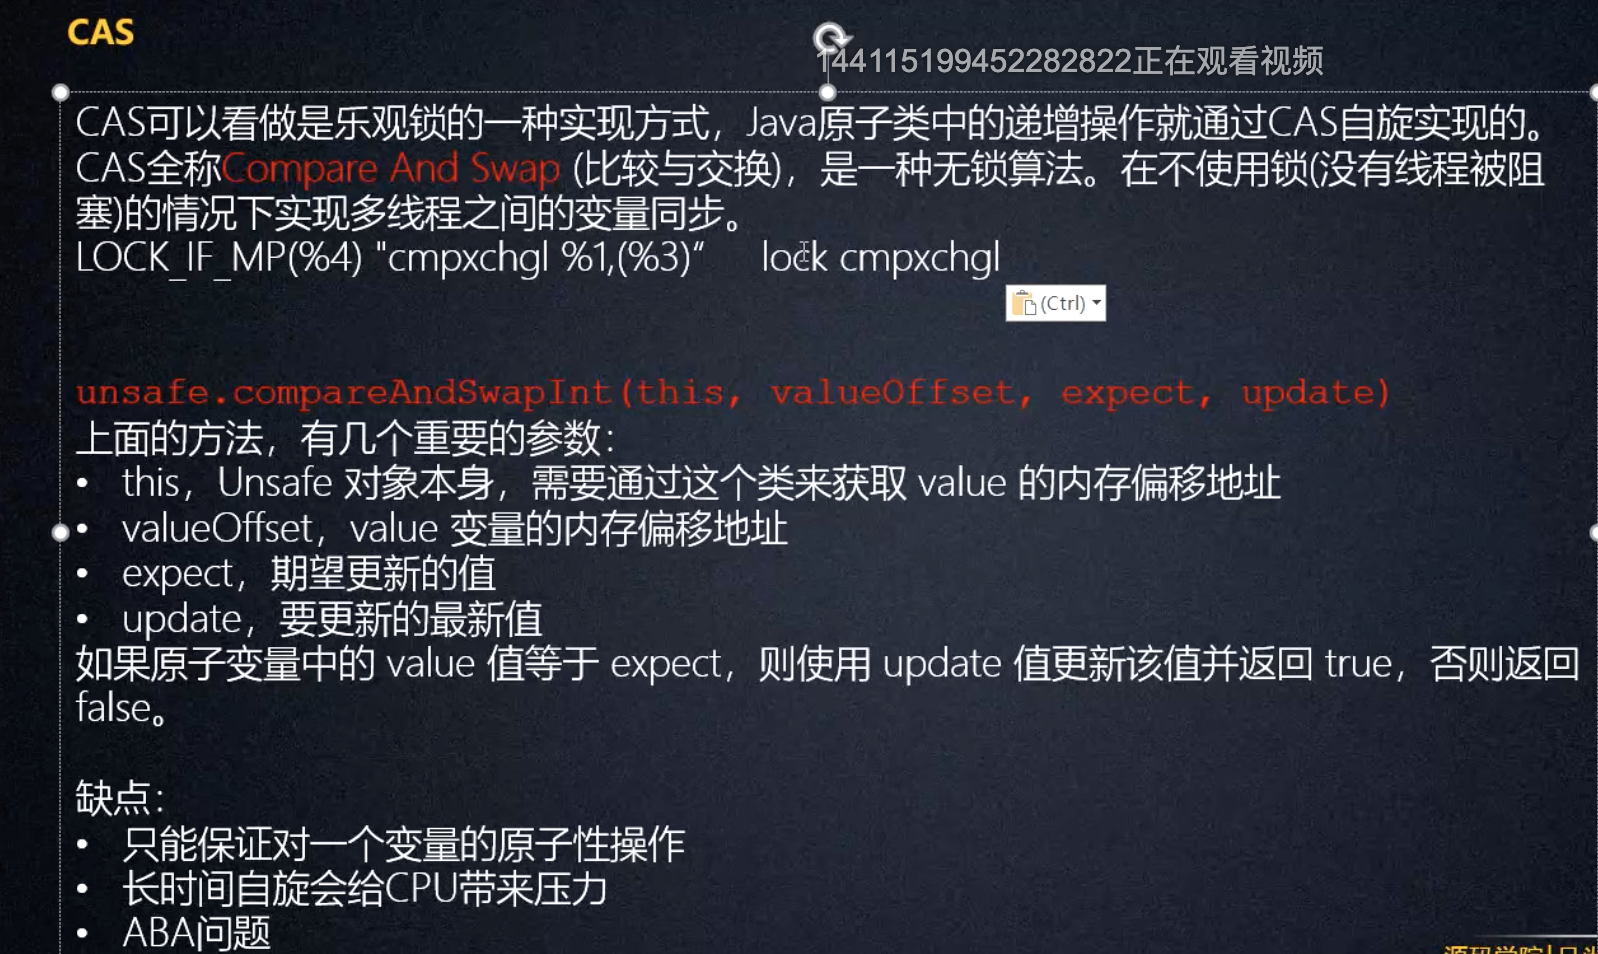 CAS
144115199452282822正在观看视频
CAS可以看做是乐观锁的一种实现方式，Java原子类中的递增操作就通过CAS自旋实现的。
CAS全称Compare And Swap (比较与交换)，是一种无锁算法。在不使用锁(没有线程被阻
塞)的情况下实现多线程之间的变量同步。
LOCK_IF_MP(%4) "cmpxchgl %1,(%3)“ lock cmpxchgl
(Ctrl)
unsafe.compareAndSwapInt(this, valueOffset, expect, update)
上面的方法，有几个重要的参数：
• this，Unsafe 对象本身，需要通过这个类来获取 value 的内存偏移地址
• valueOffset，value 变量的内存偏移地址
• expect，期望更新的值
• update，要更新的最新值
如果原子变量中的 value 值等于 expect，则使用 update 值更新该值并返回 true，否则返回
false。
缺点：
• 只能保证对一个变量的原子性操作
• 长时间自旋会给CPU带来压力
• ABA问题